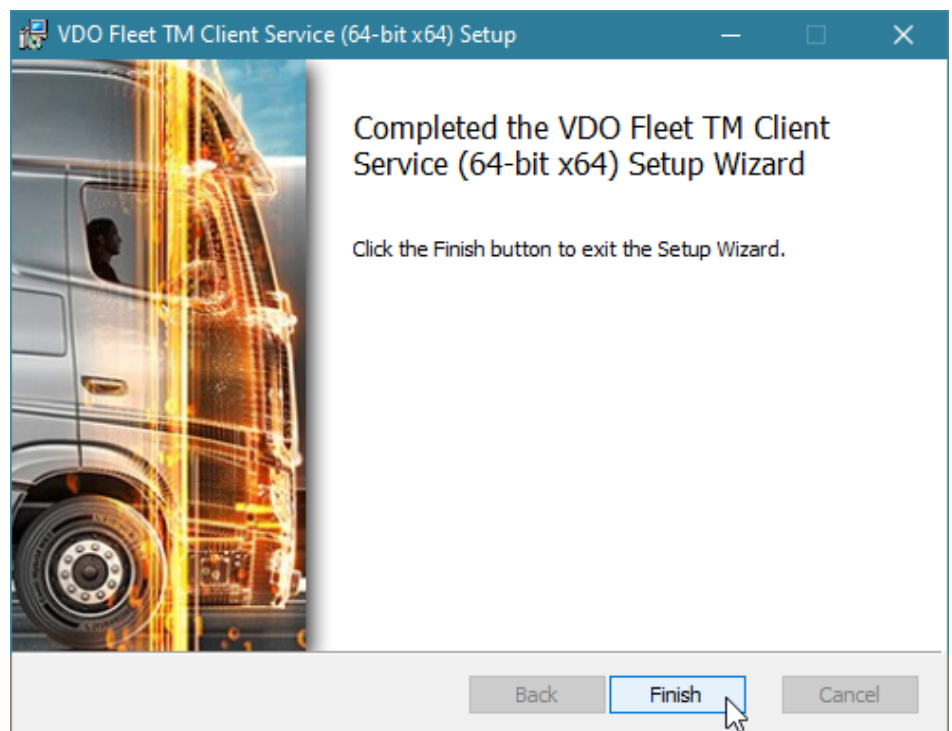 VDO Fleet TM Client Service (64-bit x64) Setup
Completed the VDO Fleet TM Client
Service (64-bit x64) Setup Wizard
Click the Finish button to exit the Setup Wizard.
Back
Finish
Cancel